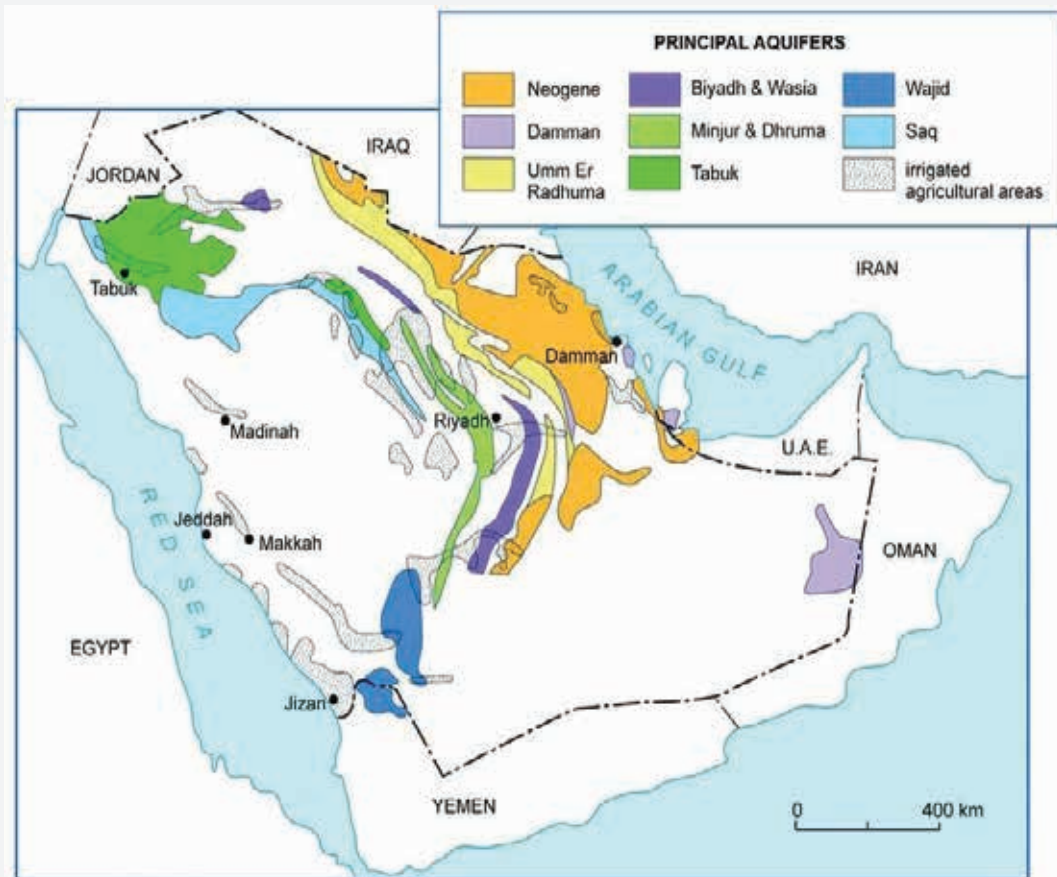 PRINCIPAL AQUIFERS
Neogene
Damman
Umm Er
Radhuma
Biyadh & Wasia
Minjur & Dhruma
Tabuk
Wajid
Saq
irrigated
agricultural areas
IRAQ
JORDAN
IRAN
Tabuk
ARABIAN GULF
Damman
Riyadh
Madinah
U.A.E.
Jeddah
Makkah
OMAN
RED SEA
EGYPT
Jizan
YEMEN
0 400 km